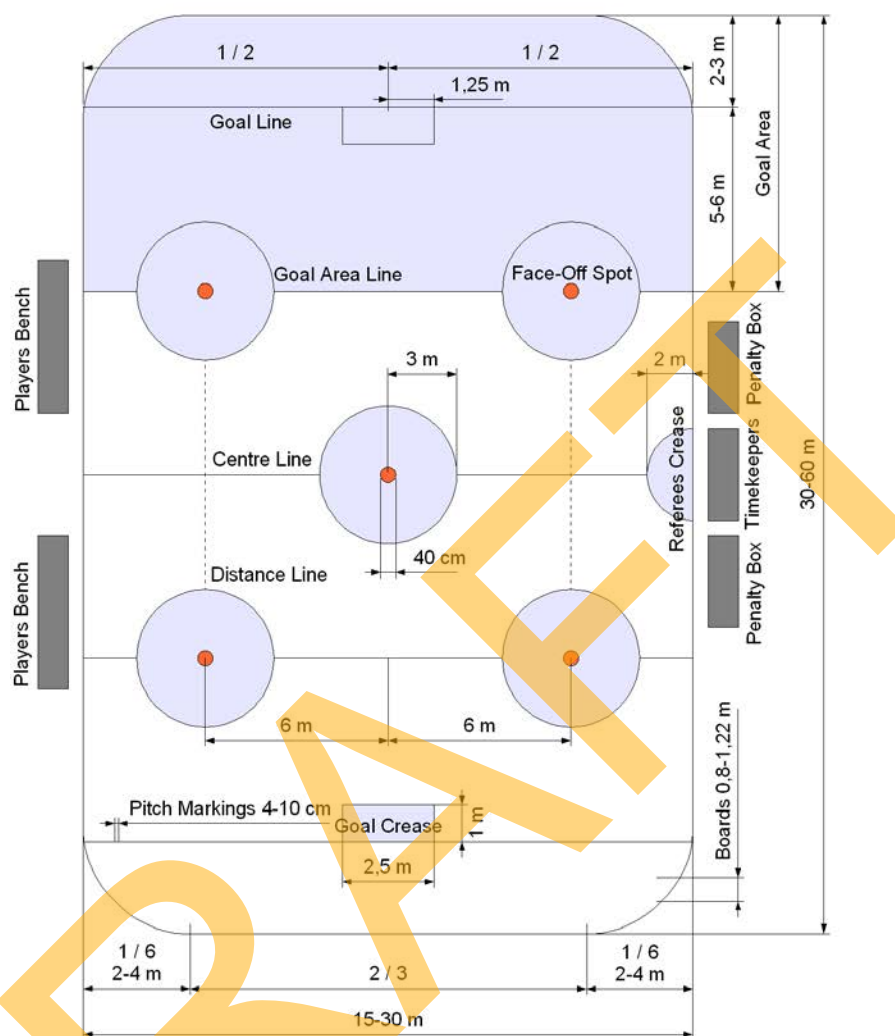 1 / 2
1 / 2
2-3 m
1,25 m
Goal Line
5-6 m
Goal Area
Goal Area Line
Face-Off Spot
Players Bench
3 m
2 m
Penalty Box
Centre Line
Referees Crease
Timekeepers
30-60 m
40 cm
Distance Line
Players Bench
Penalty Box
6 m
6 m
Boards 0,8-1,22 m
Pitch Markings 4-10 cm
Goal Crease
1 m
2,5 m
1 / 6
2-4 m
2 / 3
1 / 6
2-4 m
15-30 m
RAFT